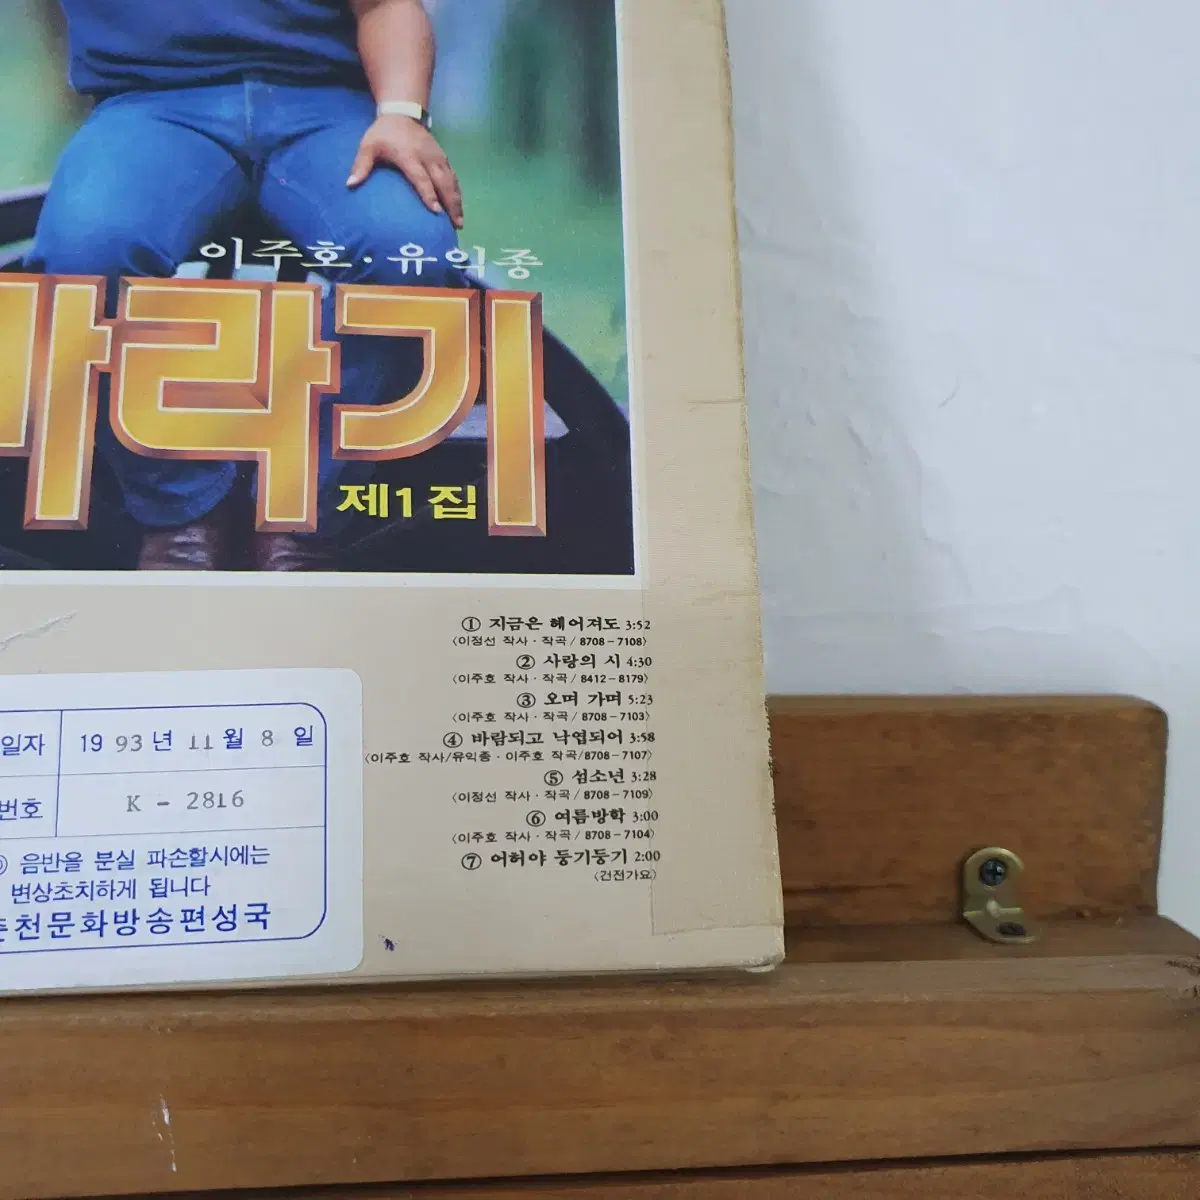 이주호·유익종
바라기
제1집
① 지금은 헤어져도 3:52
〈이정선 작사·작곡/8708-7108〉
② 사랑의 시 4:30
〈이주호 작사·작곡/8412-8179〉
③ 오며 가며 5:23
〈이주호 작사·작곡/8708-7103〉
④ 바람되고 낙엽되어 3:58
〈이주호 작사/유익종·이주호 작곡/8708-7107〉
⑤ 섬소년 3:28
〈이정선 작사·작곡/8708-7109〉
⑥ 여름방학 3:00
〈이주호 작사·작곡/8708-7104〉
⑦ 어허야 둥기둥기 2:00
〈건전가요〉
일자 19 93 년 11 월 8 일
번호 K - 2816
음반을 분실 파손할시에는
변상초치하게 됩니다
춘천문화방송편성국